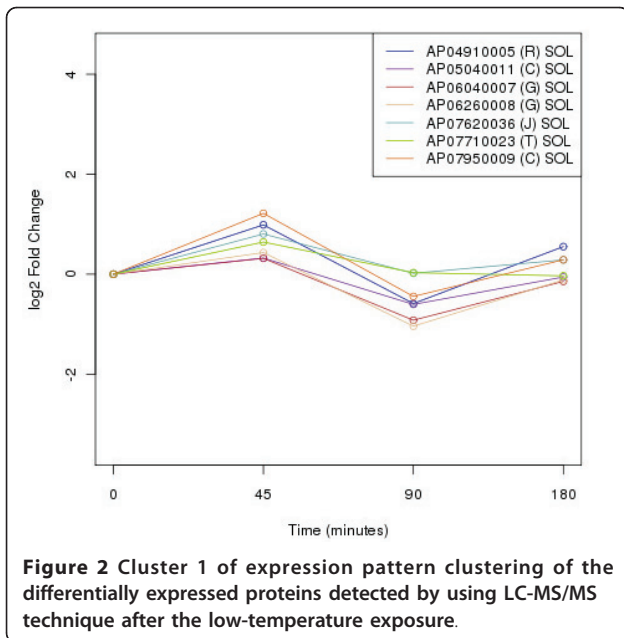 AP04910005 (R) SOL
AP05040011 (C) SOL
AP06040007 (G) SOL
AP06260008 (G) SOL
AP07620036 (J) SOL
AP07710023 (T) SOL
AP07950009 (C) SOL
log2 Fold Change
4
2
0
-2
0 45 90 180
Time (minutes)
Figure 2 Cluster 1 of expression pattern clustering of the
differentially expressed proteins detected by using LC-MS/MS
technique after the low-temperature exposure.